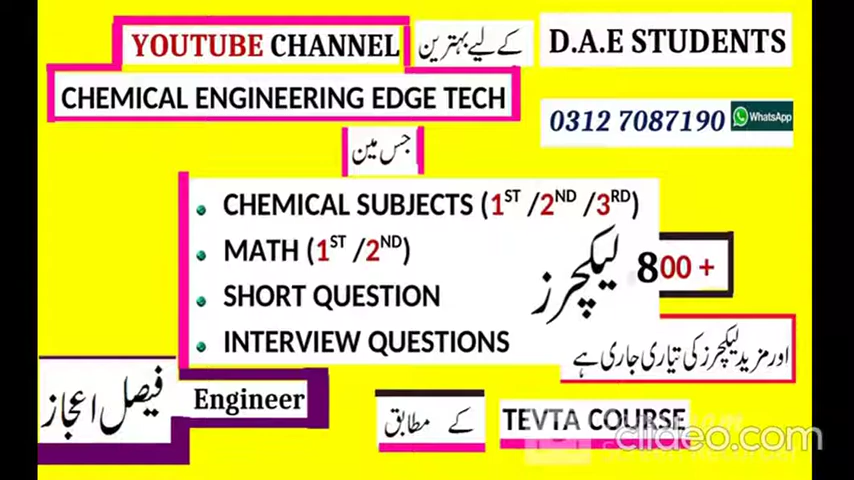 YOUTUBE CHANNEL کے لیے بہترین D.A.E STUDENTS
CHEMICAL ENGINEERING EDGE TECH
0312 7087190 WhatsApp
جس مین
CHEMICAL SUBJECTS (1ST /2ND /3RD)
MATH (1ST /2ND)
SHORT QUESTION
INTERVIEW QUESTIONS
لیکچرز 800 +
اور مزید لیکچرز کی تیاری جاری ہے
فیصل اعجاز Engineer
کے مطابق TEVTA COURSE
clideo.com